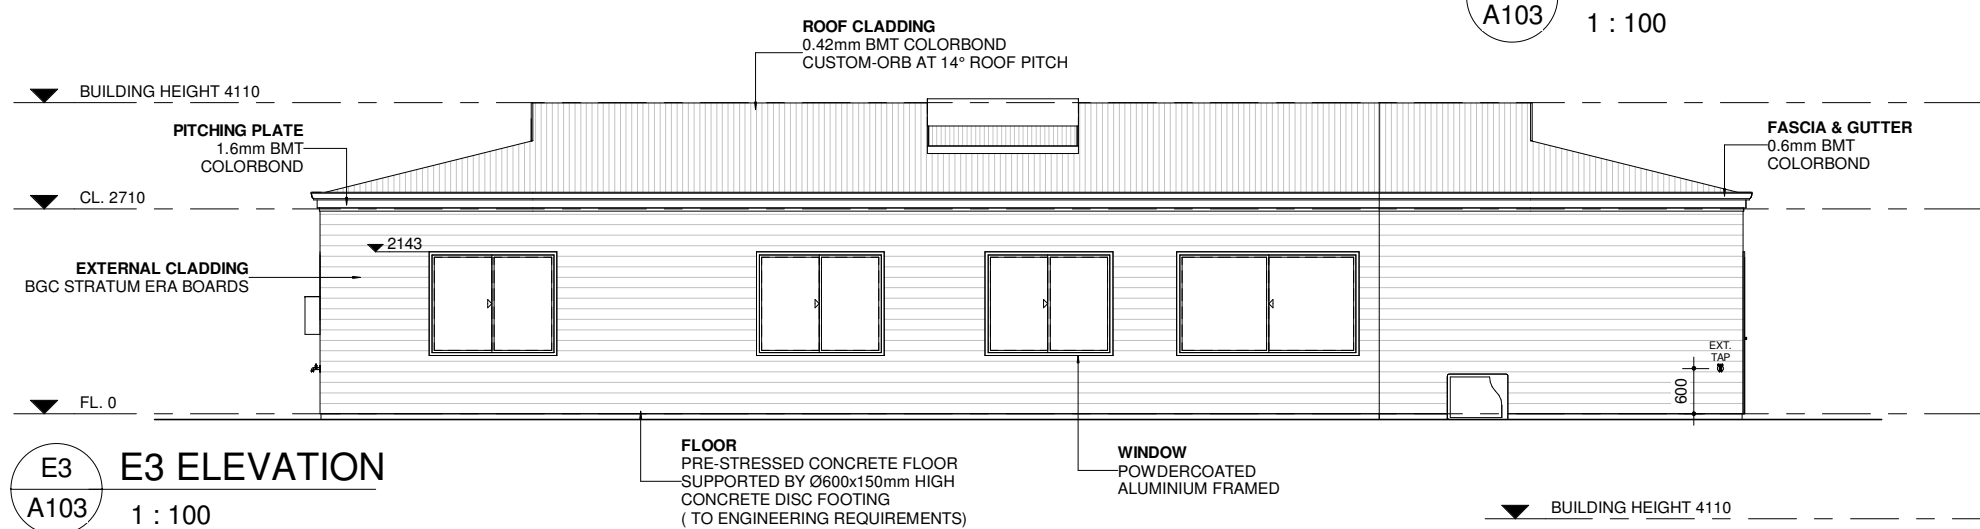 A103
1 : 100
ROOF CLADDING
0.42mm BMT COLORBOND
CUSTOM-ORB AT 14° ROOF PITCH
BUILDING HEIGHT 4110
PITCHING PLATE
1.6mm BMT
COLORBOND
FASCIA & GUTTER
0.6mm BMT
COLORBOND
CL. 2710
2143
EXTERNAL CLADDING
BGC STRATUM ERA BOARDS
EXT.
TAP
600
FL. 0
FLOOR
PRE-STRESSED CONCRETE FLOOR
SUPPORTED BY Ø600x150mm HIGH
CONCRETE DISC FOOTING
( TO ENGINEERING REQUIREMENTS)
WINDOW
POWDERCOATED
ALUMINIUM FRAMED
E3
A103
E3 ELEVATION
1 : 100
BUILDING HEIGHT 4110